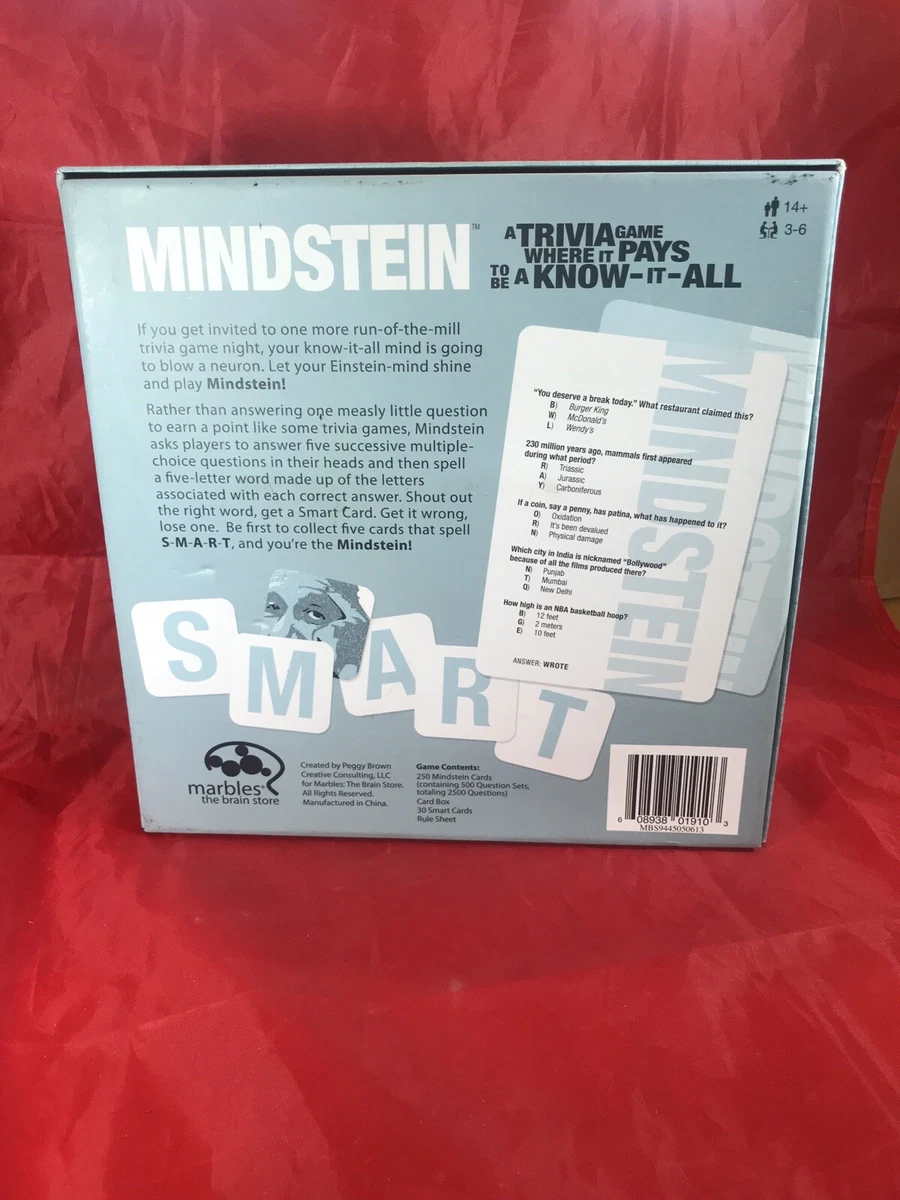 MINDSTEIN™
A TRIVIA GAME
WHERE IT PAYS
TO BE A KNOW-IT-ALL
14+
3-6
If you get invited to one more run-of-the-mill
trivia game night, your know-it-all mind is going
to blow a neuron. Let your Einstein-mind shine
and play Mindstein!
Rather than answering one measly little question
to earn a point like some trivia games, Mindstein
asks players to answer five successive multiple-
choice questions in their heads and then spell
a five-letter word made up of the letters
associated with each correct answer. Shout out
the right word, get a Smart Card. Get it wrong,
lose one. Be first to collect five cards that spell
S-M-A-R-T, and you're the Mindstein!
"You deserve a break today." What restaurant claimed this?
B) Burger King
W) McDonald's
L) Wendy's
230 million years ago, mammals first appeared
during what period?
R) Triassic
A) Jurassic
Y) Carboniferous
If a coin, say a penny, has patina, what has happened to it?
O) Oxidation
R) It's been devalued
N) Physical damage
Which city in India is nicknamed "Bollywood"
because of all the films produced there?
N) Punjab
T) Mumbai
O) New Delhi
How high is an NBA basketball hoop?
B) 12 feet
G) 2 meters
E) 10 feet
ANSWER: WROTE
MINDSTEIN
MINDSTEIN
S
M
A
R
T
marbles®
the brain store
Created by Peggy Brown
Creative Consulting, LLC
for Marbles: The Brain Store.
All Rights Reserved.
Manufactured in China.
Game Contents:
250 Mindstein Cards
(containing 500 Question Sets,
totaling 2500 Questions)
Card Box
30 Smart Cards
Rule Sheet
6 08938 01910 3
MBS9445050613